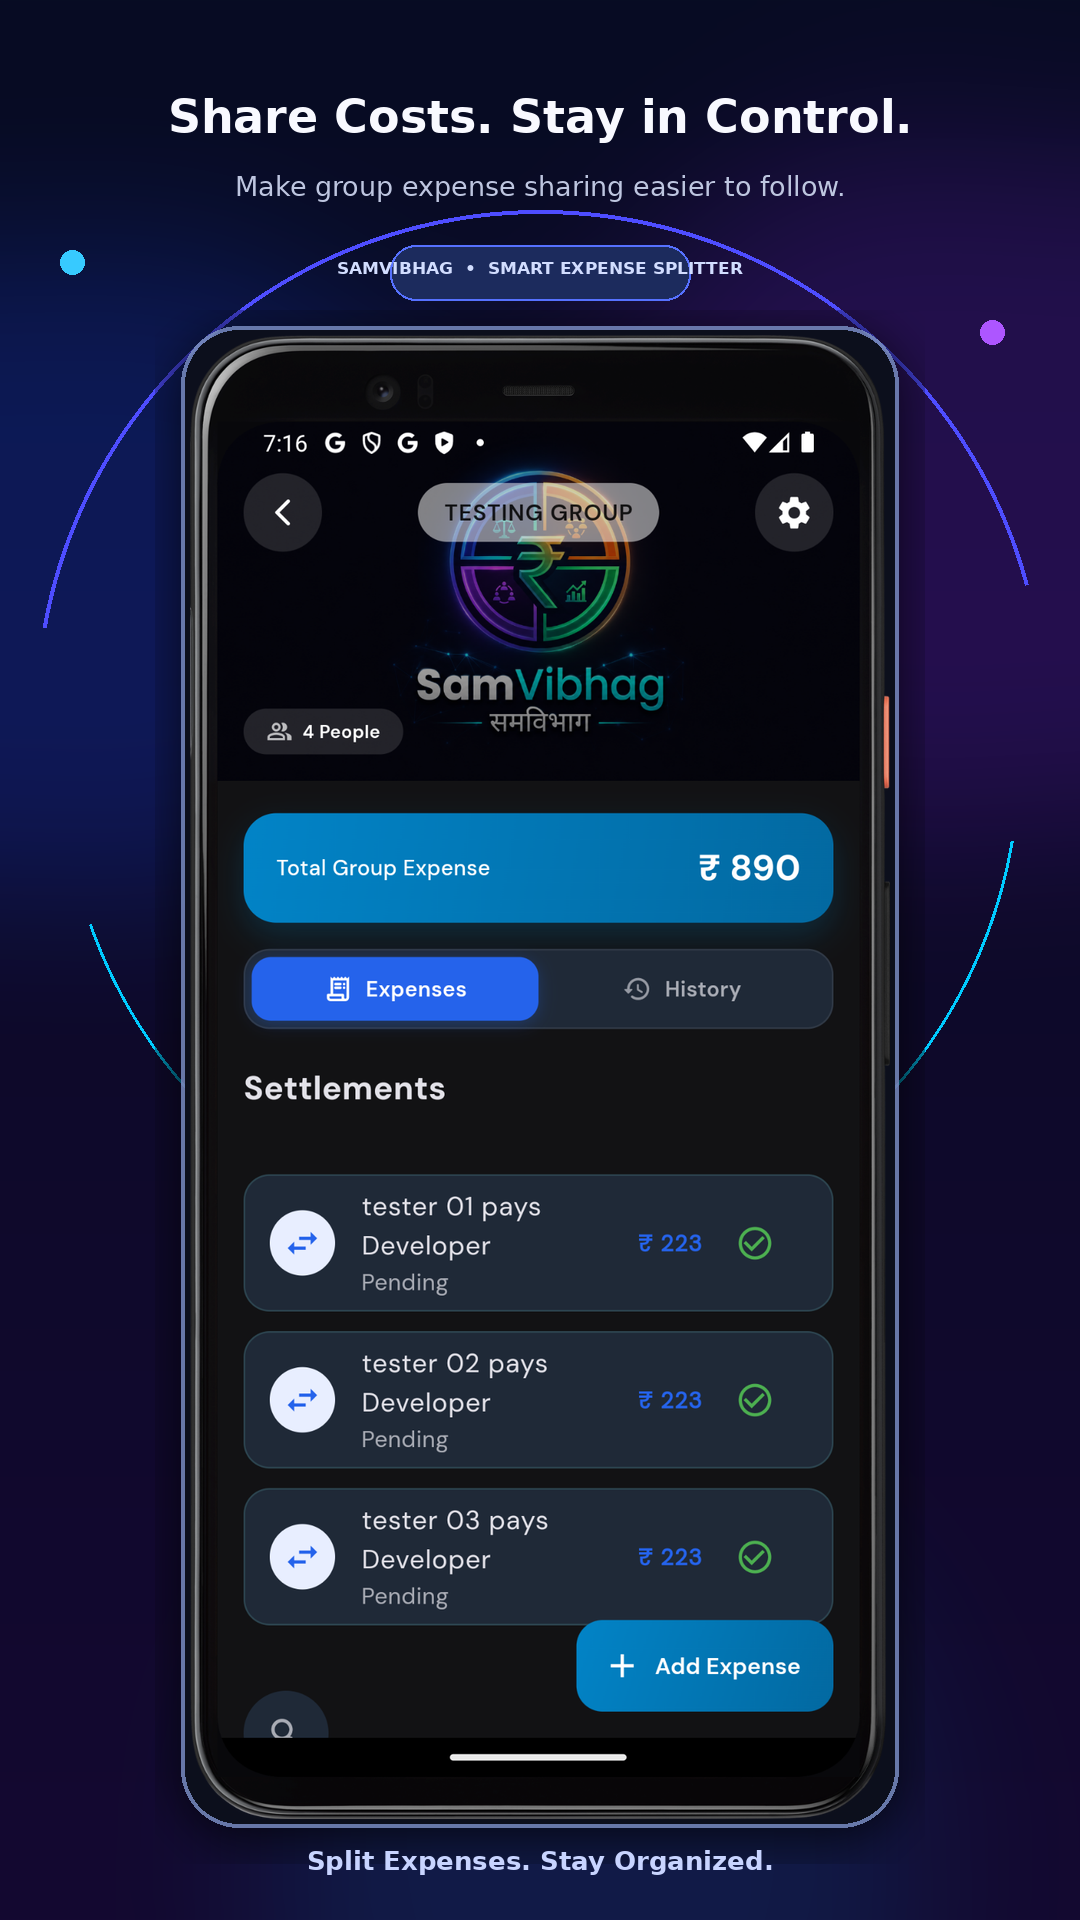 Share Costs. Stay in Control.
Make group expense sharing easier to follow.
SAMVIBHAG • SMART EXPENSE SPLITTER
7:16
TESTING GROUP
SamVibhag
समविभाग
4 People
Total Group Expense ₹ 890
Expenses History
Settlements
tester 01 pays
Developer ₹ 223
Pending
tester 02 pays
Developer ₹ 223
Pending
tester 03 pays
Developer ₹ 223
Pending
+ Add Expense
Split Expenses. Stay Organized.